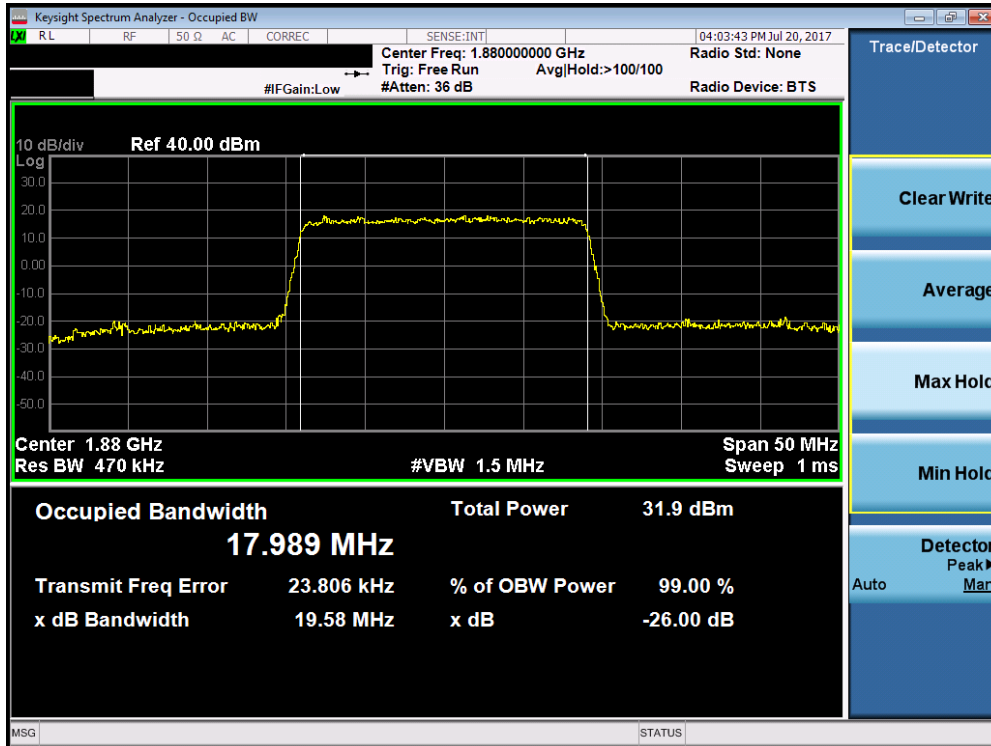 Keysight Spectrum Analyzer - Occupied BW
LXI RL RF 50 Ω AC CORREC SENSE:INT 04:03:43 PM Jul 20, 2017
Center Freq: 1.880000000 GHz Radio Std: None
Trig: Free Run Avg|Hold:>100/100
#IFGain:Low #Atten: 36 dB Radio Device: BTS
10 dB/div Ref 40.00 dBm
Log
30.0
20.0
10.0
0.00
-10.0
-20.0
-30.0
-40.0
-50.0
Center 1.88 GHz Span 50 MHz
Res BW 470 kHz #VBW 1.5 MHz Sweep 1 ms
Occupied Bandwidth Total Power 31.9 dBm
17.989 MHz
Transmit Freq Error 23.806 kHz % of OBW Power 99.00 %
x dB Bandwidth 19.58 MHz x dB -26.00 dB
MSG STATUS
Trace/Detector
Clear Write
Average
Max Hold
Min Hold
Detector
Peak
Auto Man